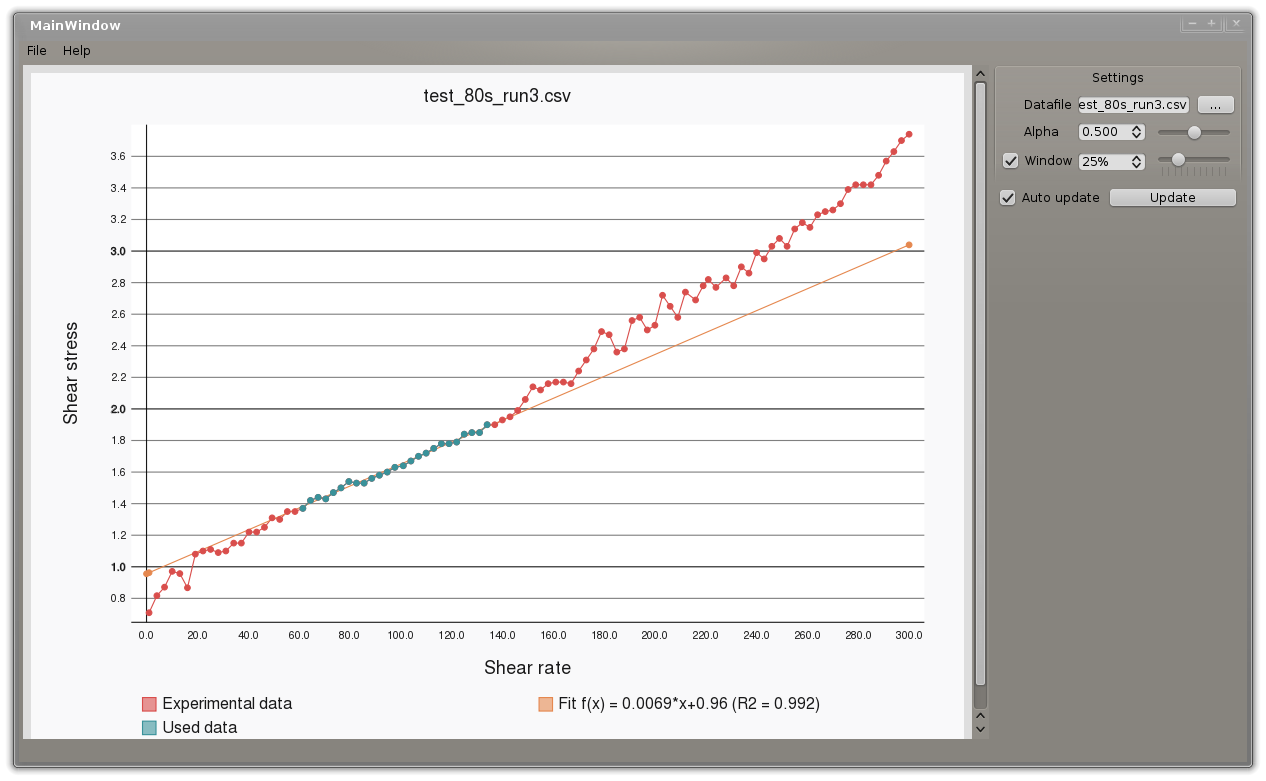 MainWindow
File Help
test_80s_run3.csv
3.6
3.4
3.2
3.0
2.8
2.6
2.4
2.2
2.0
1.8
1.6
1.4
1.2
1.0
0.8
Shear stress
0.0 20.0 40.0 60.0 80.0 100.0 120.0 140.0 160.0 180.0 200.0 220.0 240.0 260.0 280.0 300.0
Shear rate
Experimental data
Used data
Fit f(x) = 0.0069*x+0.96 (R2 = 0.992)
Settings
Datafile est_80s_run3.csv ...
Alpha 0.500
Window 25%
Auto update Update